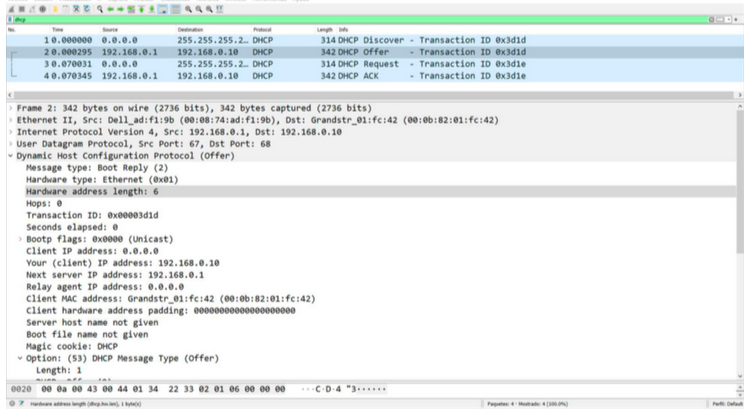 dhcp
No. Time Source Destination Protocol Length Info
1 0.000000 0.0.0.0 255.255.255.2… DHCP 314 DHCP Discover - Transaction ID 0x3d1d
2 0.000295 192.168.0.1 192.168.0.10 DHCP 342 DHCP Offer - Transaction ID 0x3d1d
3 0.070031 0.0.0.0 255.255.255.2… DHCP 314 DHCP Request - Transaction ID 0x3d1e
4 0.070345 192.168.0.1 192.168.0.10 DHCP 342 DHCP ACK - Transaction ID 0x3d1e
Frame 2: 342 bytes on wire (2736 bits), 342 bytes captured (2736 bits)
Ethernet II, Src: Dell_ad:f1:9b (00:08:74:ad:f1:9b), Dst: Grandstr_01:fc:42 (00:0b:82:01:fc:42)
Internet Protocol Version 4, Src: 192.168.0.1, Dst: 192.168.0.10
User Datagram Protocol, Src Port: 67, Dst Port: 68
Dynamic Host Configuration Protocol (Offer)
Message type: Boot Reply (2)
Hardware type: Ethernet (0x01)
Hardware address length: 6
Hops: 0
Transaction ID: 0x00003d1d
Seconds elapsed: 0
Bootp flags: 0x0000 (Unicast)
Client IP address: 0.0.0.0
Your (client) IP address: 192.168.0.10
Next server IP address: 192.168.0.1
Relay agent IP address: 0.0.0.0
Client MAC address: Grandstr_01:fc:42 (00:0b:82:01:fc:42)
Client hardware address padding: 00000000000000000000
Server host name not given
Boot file name not given
Magic cookie: DHCP
Option: (53) DHCP Message Type (Offer)
Length: 1
0020 00 0a 00 43 00 44 01 34 22 33 02 01 06 00 00 00 ···C·D·4 "3······
Hardware address length (dhcp.hw.len), 1 byte(s) Paquetes: 4 · Mostrado: 4 (100.0%) Perfil: Default